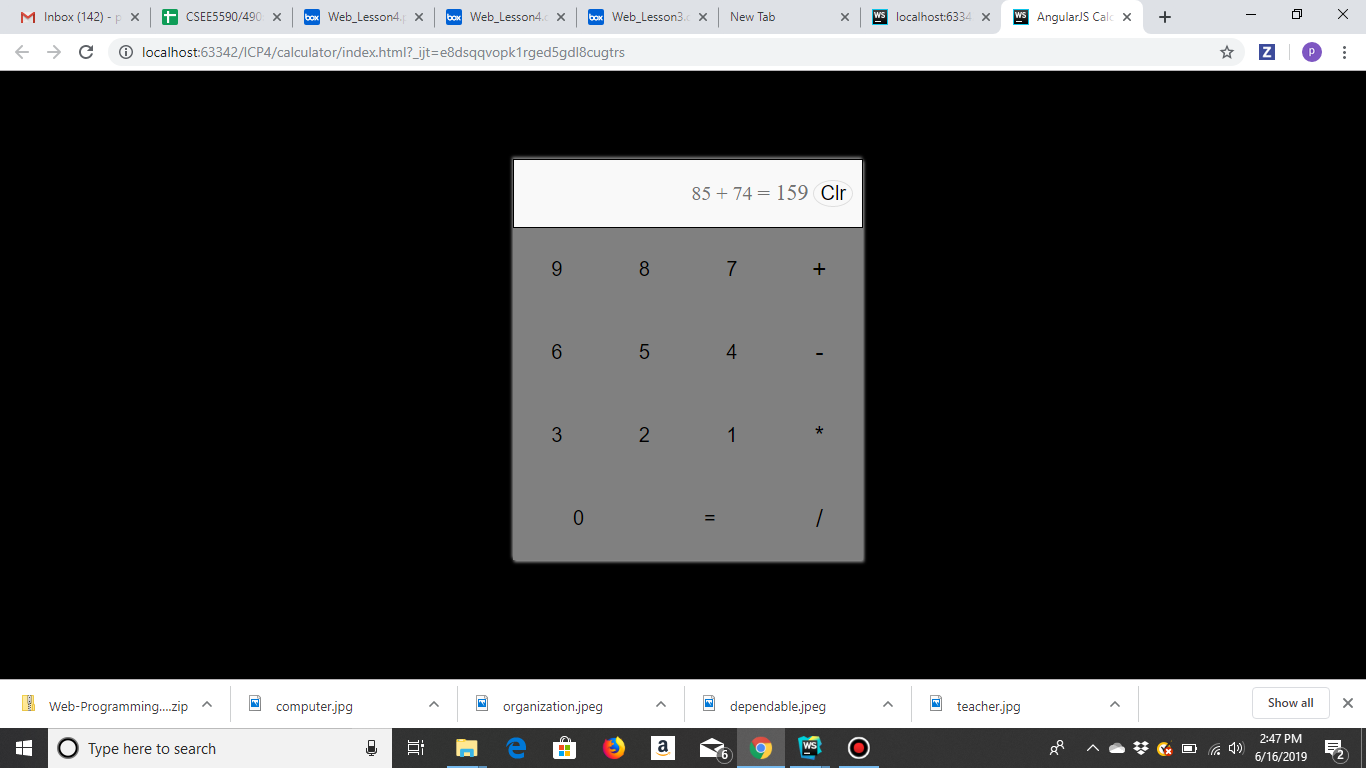 Inbox (142) - p
CSEE5590/490
Web_Lesson4.
Web_Lesson4.
Web_Lesson3.
New Tab
localhost:6334
AngularJS Calc
localhost:63342/ICP4/calculator/index.html?_ijt=e8dsqqvopk1rged5gdl8cugtrs
Z
p
85 + 74 = 159 Clr
9 8 7 +
6 5 4 -
3 2 1 *
0 = /
Web-Programming....zip
computer.jpg
organization.jpeg
dependable.jpeg
teacher.jpg
Show all
Type here to search
a
6
WS
2:47 PM
6/16/2019
2